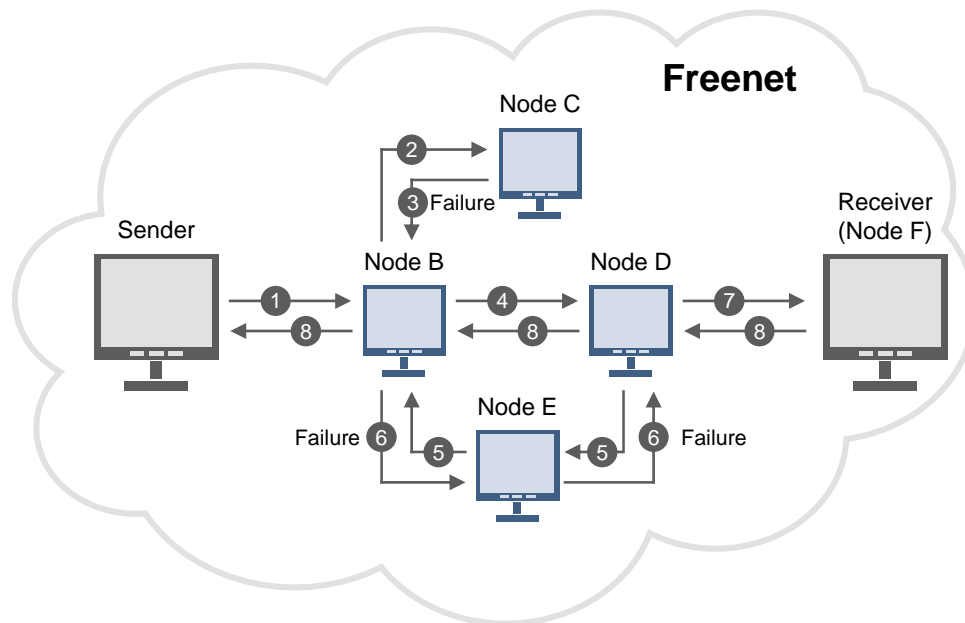 Freenet
Node C
2
3 Failure
Sender
Receiver
(Node F)
Node B
Node D
1
4
7
8
8
8
Node E
Failure 6
5
5
6 Failure